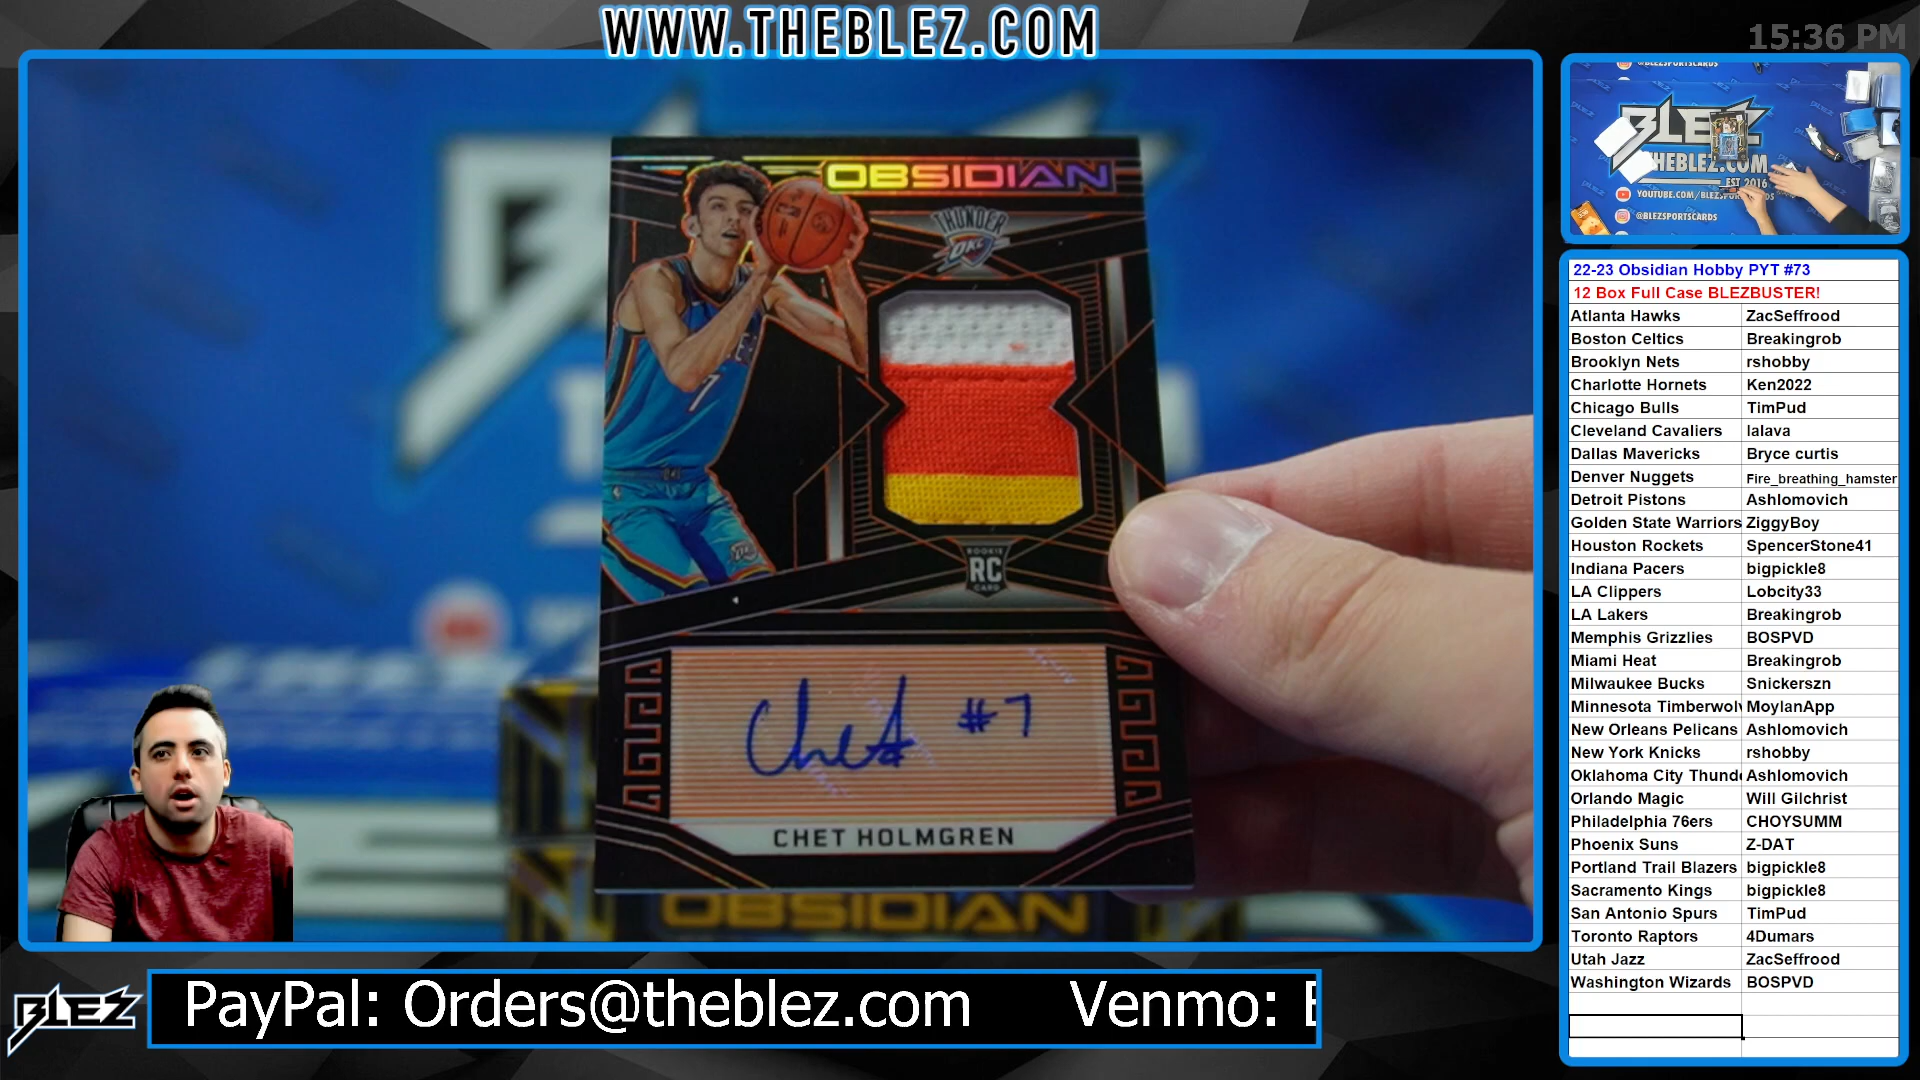 WWW.THEBLEZ.COM
15:36 PM
OBSIDIAN
THUNDER
OKC
ROOKIE
RC
CARD
Chet #7
CHET HOLMGREN
OBSIDIAN
BLEZ
THEBLEZ.COM
EST 2016
@BLEZSPORTSCARDS
22-23 Obsidian Hobby PYT #73
12 Box Full Case BLEZBUSTER!
Atlanta Hawks ZacSeffrood
Boston Celtics Breakingrob
Brooklyn Nets rshobby
Charlotte Hornets Ken2022
Chicago Bulls TimPud
Cleveland Cavaliers lalava
Dallas Mavericks Bryce curtis
Denver Nuggets Fire_breathing_hamster
Detroit Pistons Ashlomovich
Golden State Warriors ZiggyBoy
Houston Rockets SpencerStone41
Indiana Pacers bigpickle8
LA Clippers Lobcity33
LA Lakers Breakingrob
Memphis Grizzlies BOSPVD
Miami Heat Breakingrob
Milwaukee Bucks Snickerszn
Minnesota Timberwolv MoylanApp
New Orleans Pelicans Ashlomovich
New York Knicks rshobby
Oklahoma City Thund Ashlomovich
Orlando Magic Will Gilchrist
Philadelphia 76ers CHOYSUMM
Phoenix Suns Z-DAT
Portland Trail Blazers bigpickle8
Sacramento Kings bigpickle8
San Antonio Spurs TimPud
Toronto Raptors 4Dumars
Utah Jazz ZacSeffrood
Washington Wizards BOSPVD
BLEZ
PayPal: Orders@theblez.com Venmo: